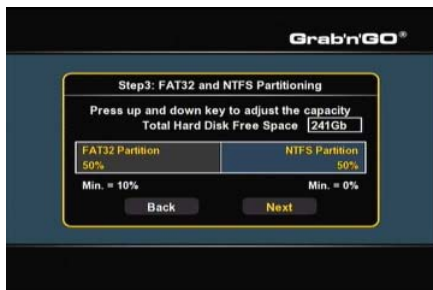 Grab'n'GO®
Step3: FAT32 and NTFS Partitioning
Press up and down key to adjust the capacity
Total Hard Disk Free Space 241Gb
FAT32 Partition NTFS Partition
50% 50%
Min. = 10% Min. = 0%
Back Next